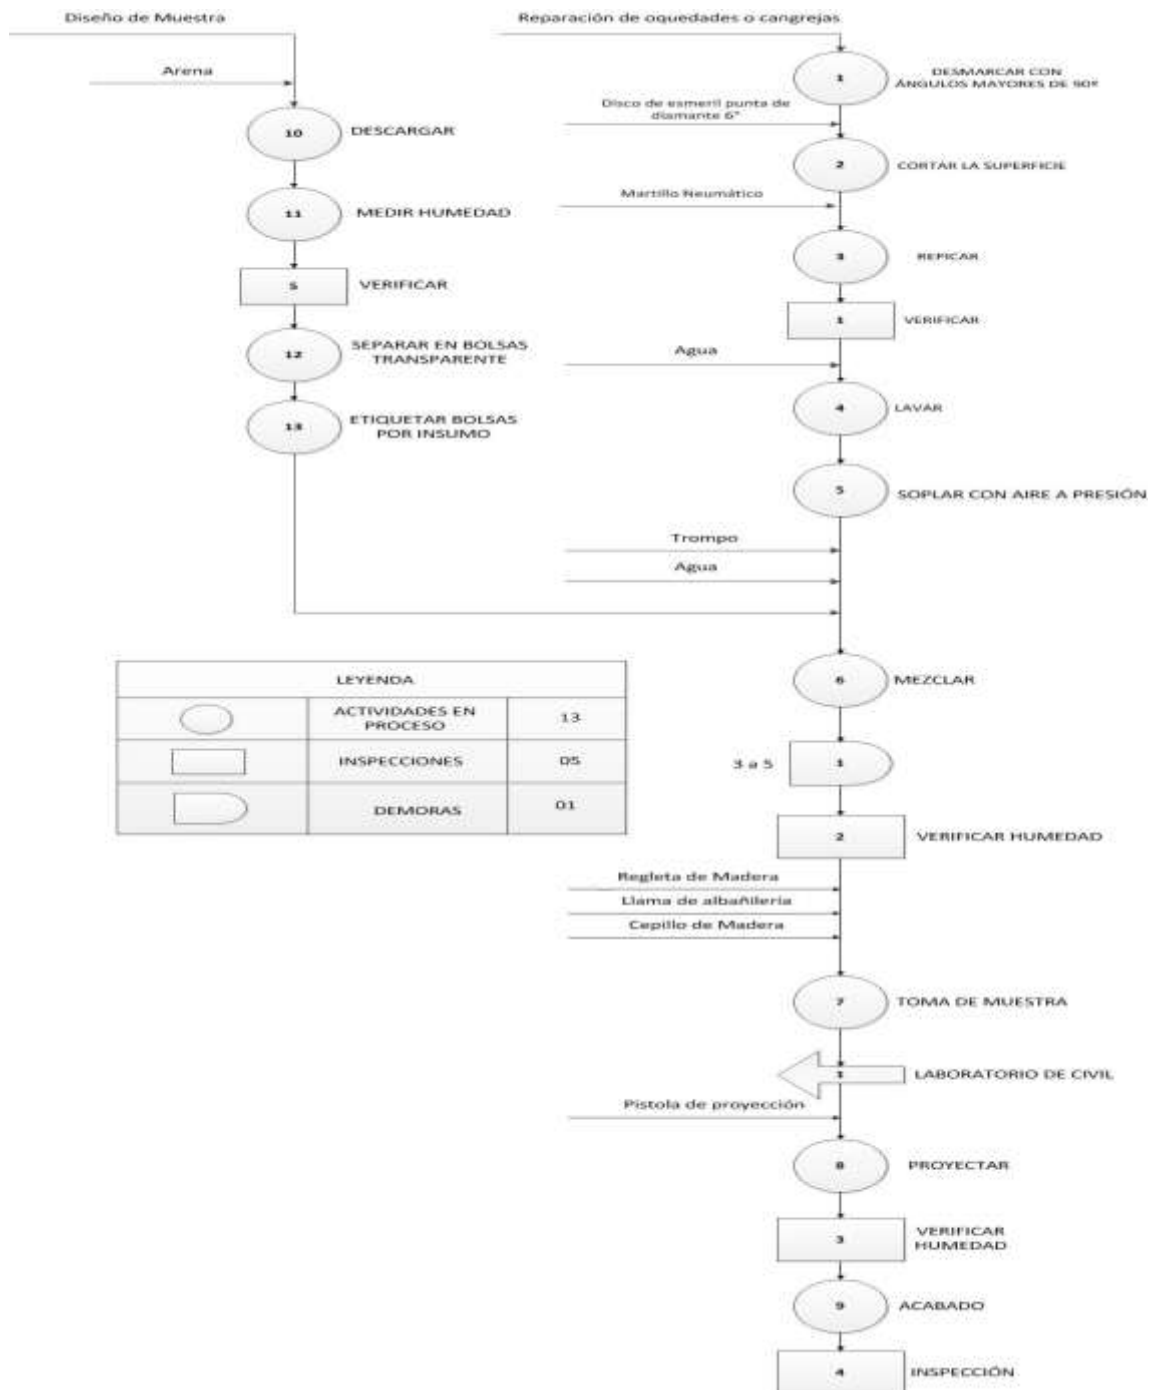 Diseño de Muestra
Arena
10
DESCARGAR
11
MEDIR HUMEDAD
5
VERIFICAR
12
SEPARAR EN BOLSAS
TRANSPARENTE
13
ETIQUETAR BOLSAS
POR INSUMO
Reparación de oquedades o cangrejas
1
DESMARCAR CON
ÁNGULOS MAYORES DE 90º
Disco de esmeril punta de
diamante 6"
2
CORTAR LA SUPERFICIE
Martillo Neumático
3
REPICAR
1
VERIFICAR
Agua
4
LAVAR
5
SOPLAR CON AIRE A PRESIÓN
Trompo
Agua
6
MEZCLAR
3 a 5
1
2
VERIFICAR HUMEDAD
Regleta de Madera
Llama de albañilería
Cepillo de Madera
7
TOMA DE MUESTRA
1
LABORATORIO DE CIVIL
Pistola de proyección
8
PROYECTAR
3
VERIFICAR
HUMEDAD
9
ACABADO
4
INSPECCIÓN
LEYENDA
ACTIVIDADES EN
PROCESO
13
INSPECCIONES
05
DEMORAS
01